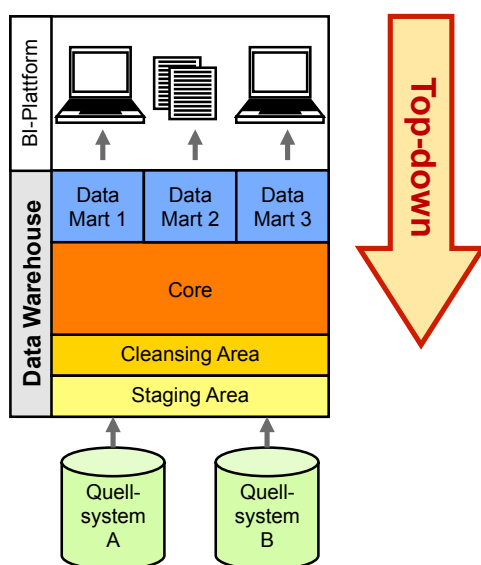 BI-Plattform
Top-down
Data Warehouse
Data
Mart 1
Data
Mart 2
Data
Mart 3
Core
Cleansing Area
Staging Area
Quell-
system
A
Quell-
system
B